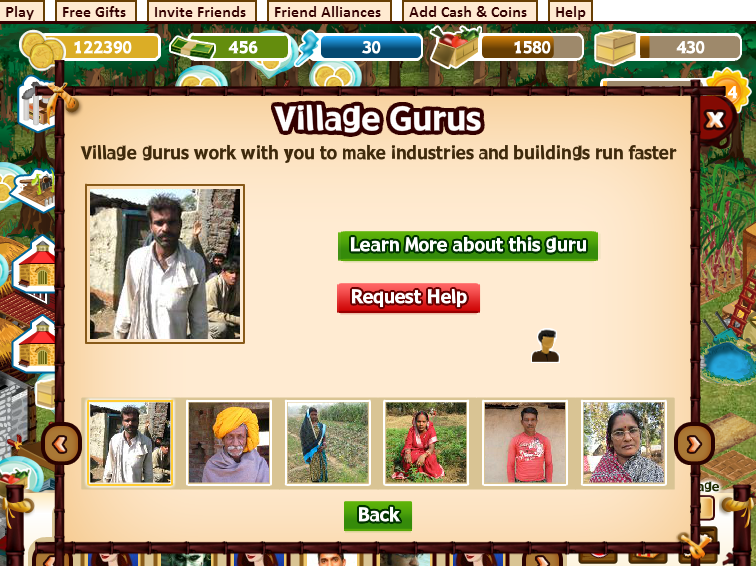 Play
Free Gifts
Invite Friends
Friend Alliances
Add Cash & Coins
Help
122390
456
30
1580
430
4
Village Gurus
x
Village gurus work with you to make industries and buildings run faster
Learn More about this guru
Request Help
Back